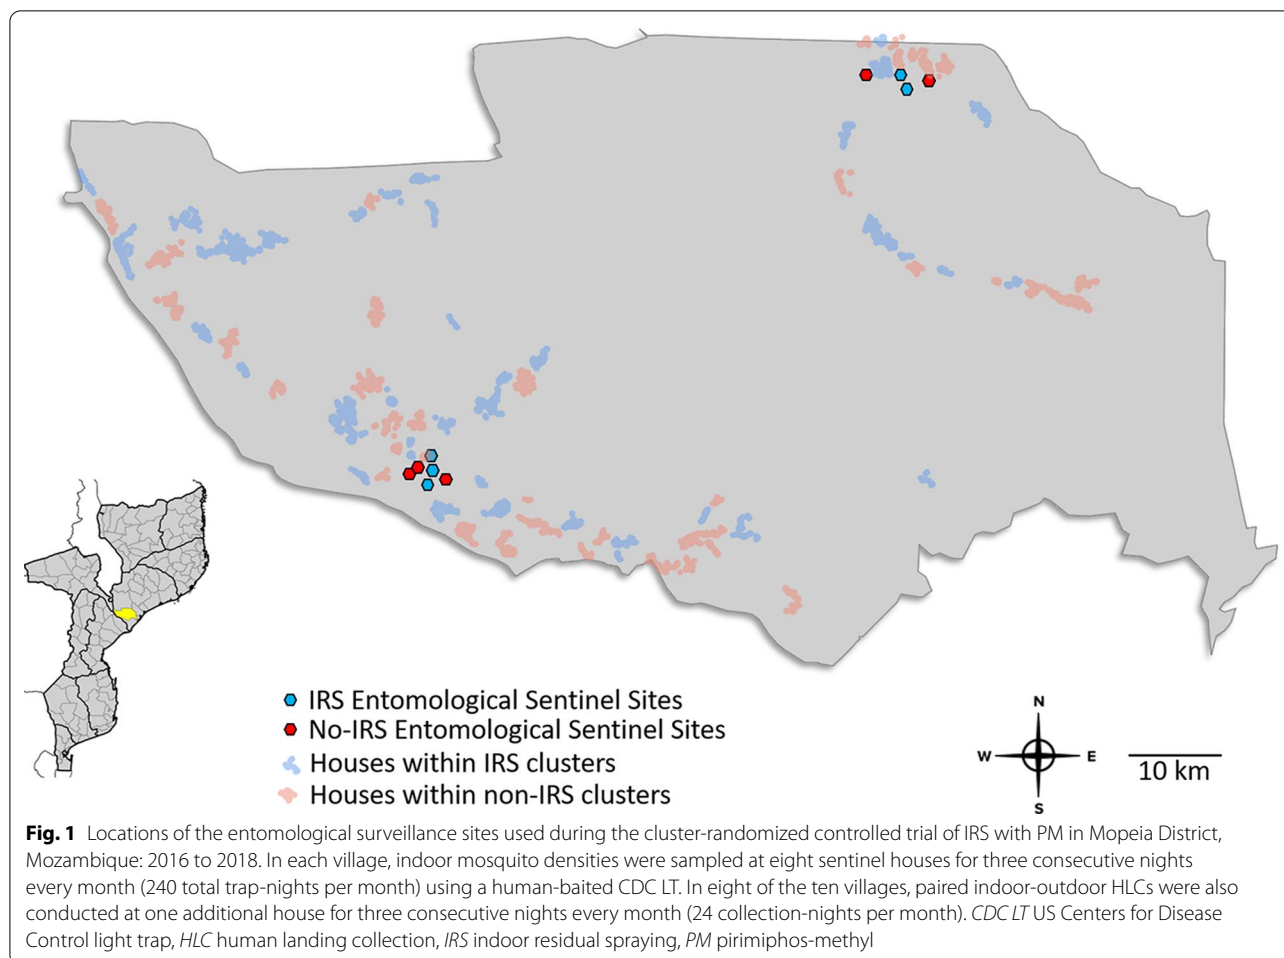 IRS Entomological Sentinel Sites
No-IRS Entomological Sentinel Sites
Houses within IRS clusters
Houses within non-IRS clusters
N
W E
S
10 km
Fig. 1 Locations of the entomological surveillance sites used during the cluster-randomized controlled trial of IRS with PM in Mopeia District,
Mozambique: 2016 to 2018. In each village, indoor mosquito densities were sampled at eight sentinel houses for three consecutive nights
every month (240 total trap-nights per month) using a human-baited CDC LT. In eight of the ten villages, paired indoor-outdoor HLCs were also
conducted at one additional house for three consecutive nights every month (24 collection-nights per month). CDC LT US Centers for Disease
Control light trap, HLC human landing collection, IRS indoor residual spraying, PM pirimiphos-methyl